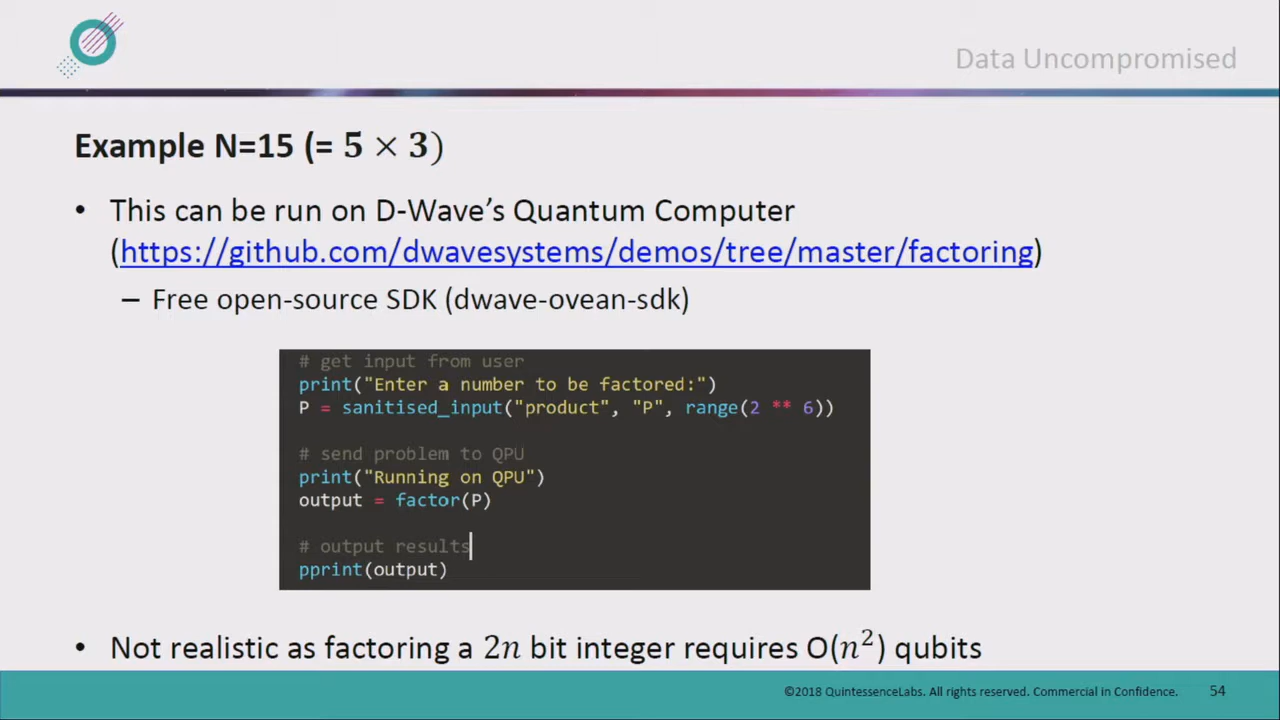 Data Uncompromised
Example N=15 (= 5 × 3)
• This can be run on D-Wave’s Quantum Computer
(https://github.com/dwavesystems/demos/tree/master/factoring)
– Free open-source SDK (dwave-ovean-sdk)
# get input from user
print("Enter a number to be factored:")
P = sanitised_input("product", "P", range(2 ** 6))
# send problem to QPU
print("Running on QPU")
output = factor(P)
# output results
pprint(output)
• Not realistic as factoring a 2n bit integer requires O(n²) qubits
©2018 QuintessenceLabs. All rights reserved. Commercial in Confidence. 54